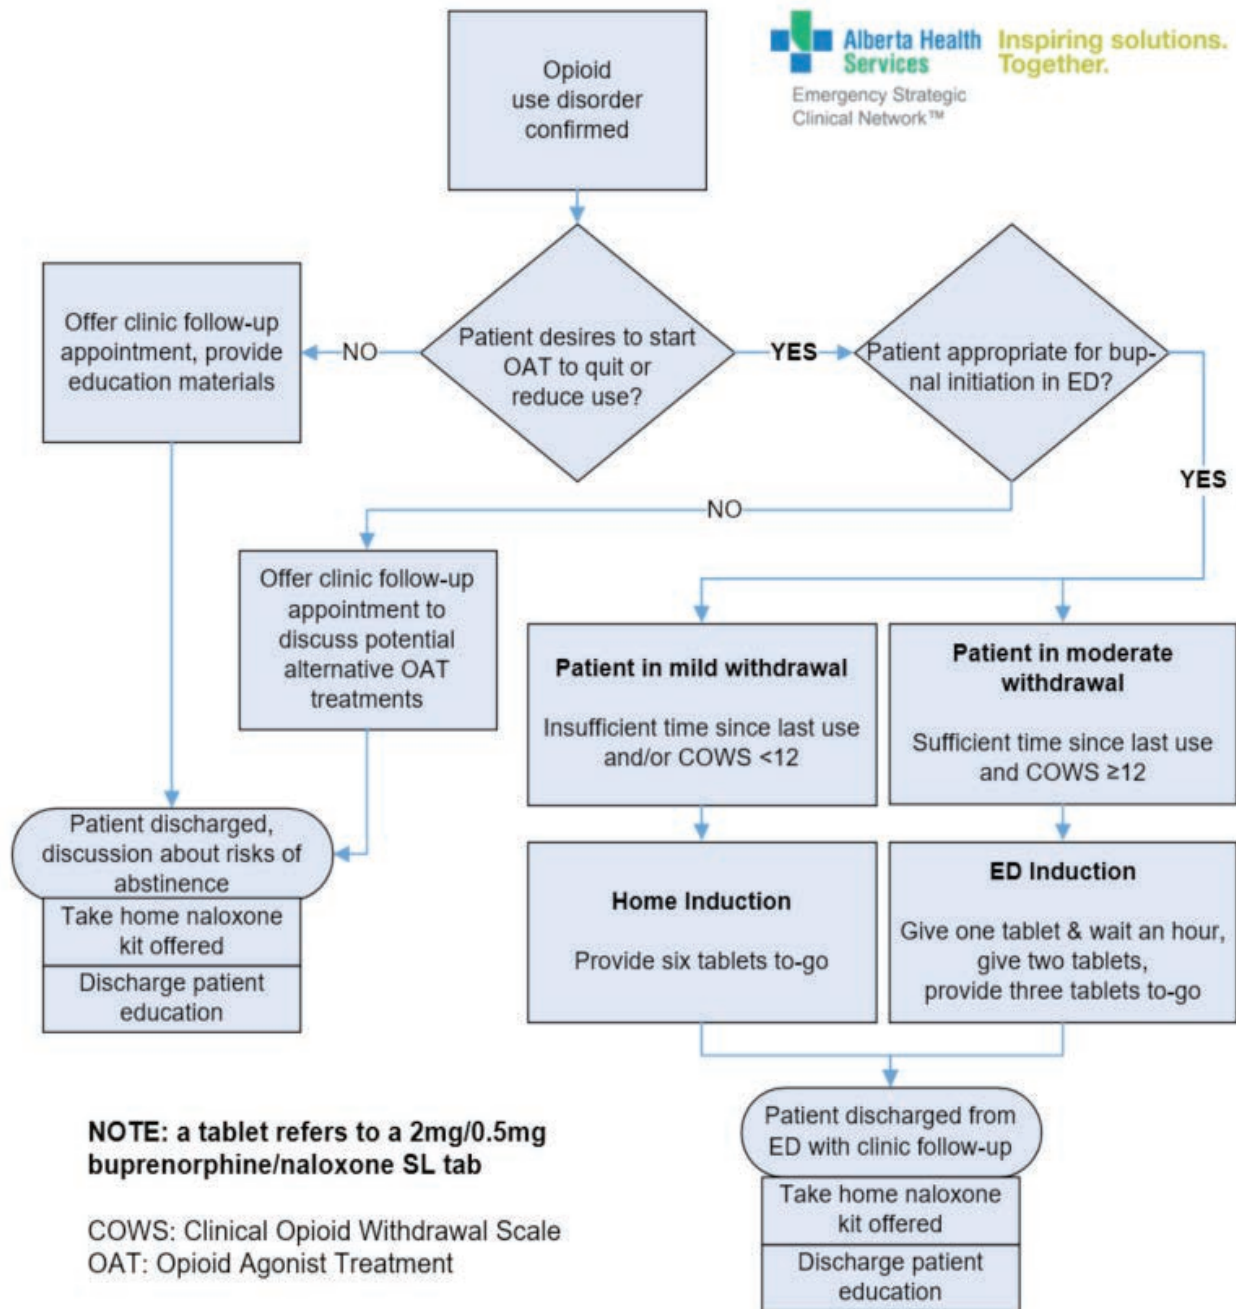 Alberta Health
Services
Inspiring solutions.
Together.
Emergency Strategic
Clinical Network™
Opioid
use disorder
confirmed
Offer clinic follow-up
appointment, provide
education materials
NO
Patient desires to start
OAT to quit or
reduce use?
YES
Patient appropriate for bup-
nal initiation in ED?
YES
NO
Offer clinic follow-up
appointment to
discuss potential
alternative OAT
treatments
Patient in mild withdrawal
Insufficient time since last use
and/or COWS <12
Patient in moderate
withdrawal
Sufficient time since last use
and COWS ≥12
Patient discharged,
discussion about risks of
abstinence
Take home naloxone
kit offered
Discharge patient
education
Home Induction
Provide six tablets to-go
ED Induction
Give one tablet & wait an hour,
give two tablets,
provide three tablets to-go
Patient discharged from
ED with clinic follow-up
Take home naloxone
kit offered
Discharge patient
education
NOTE: a tablet refers to a 2mg/0.5mg
buprenorphine/naloxone SL tab
COWS: Clinical Opioid Withdrawal Scale
OAT: Opioid Agonist Treatment